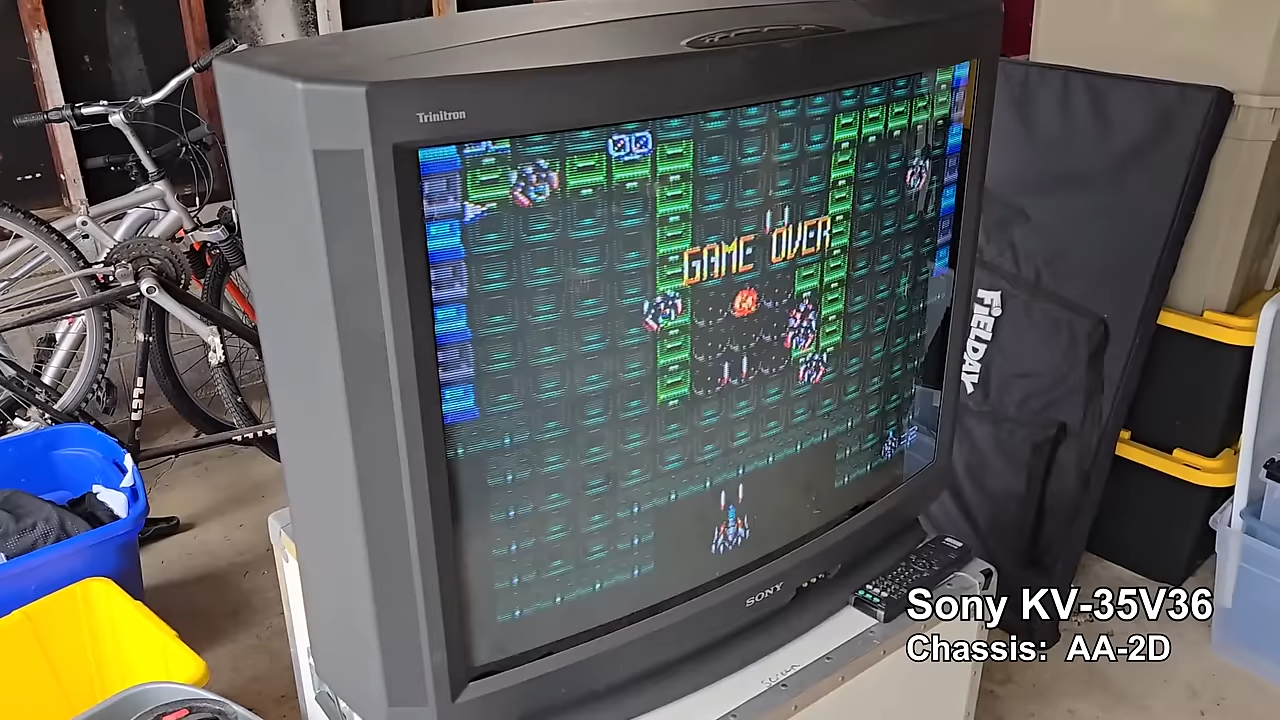 Trinitron
GAME OVER
FiELDAY
SONY
Sony KV-35V36
Chassis: AA-2D